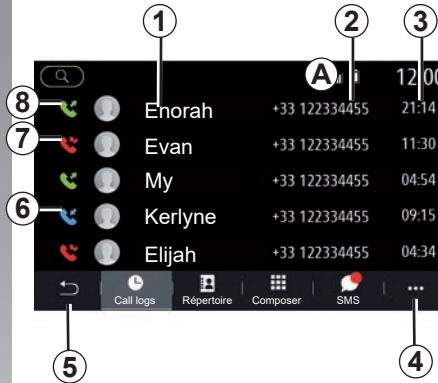 1 2 3
A 12:00
8 Enorah +33 122334455 21:14
7 Evan +33 122334455 11:30
My +33 122334455 04:54
6 Kerlyne +33 122334455 09:15
Elijah +33 122334455 04:34
Call logs Répertoire Composer SMS ...
5 4